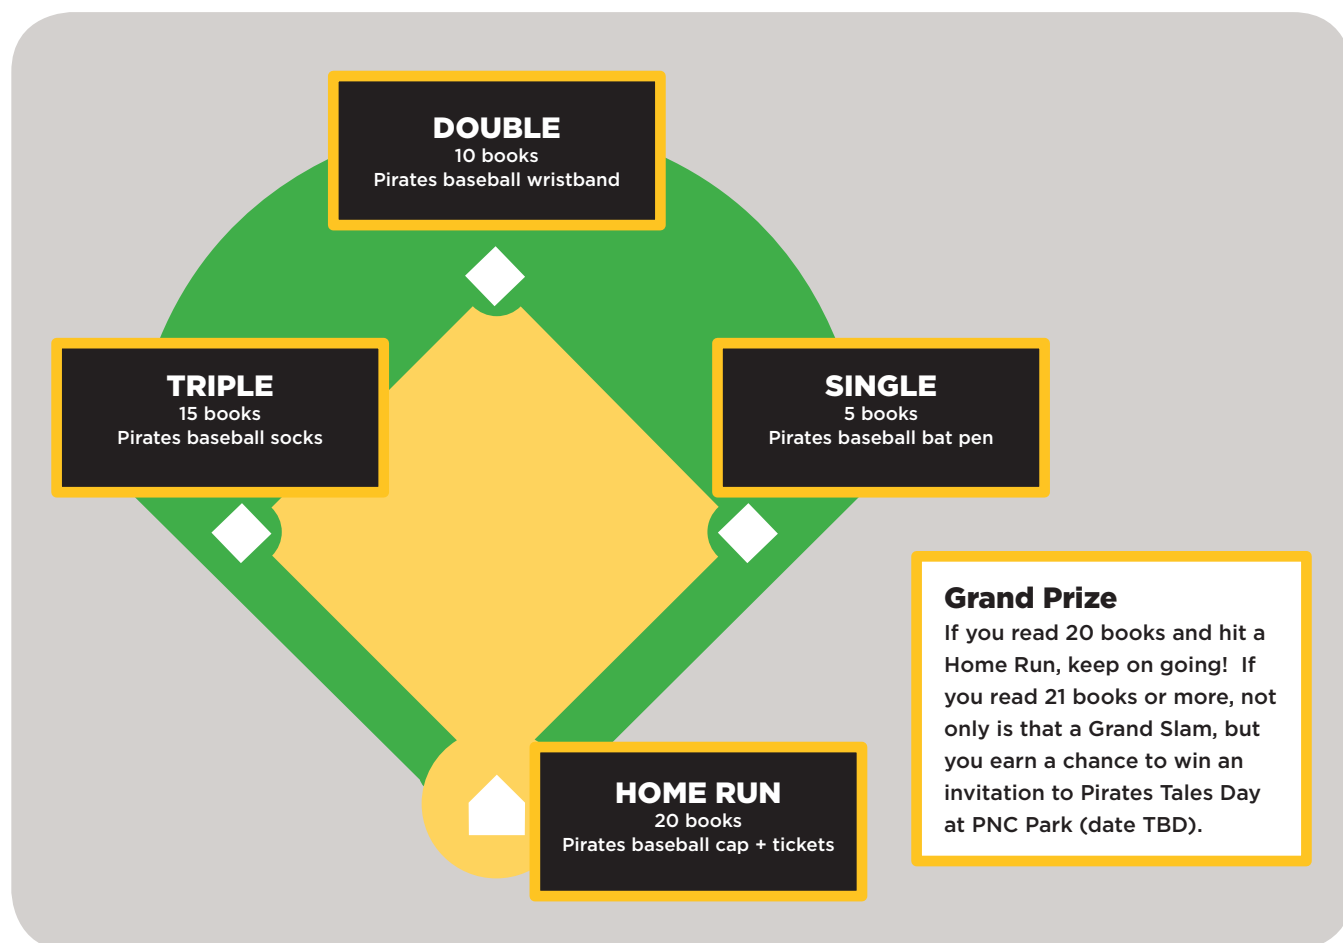 DOUBLE
10 books
Pirates baseball wristband
TRIPLE
15 books
Pirates baseball socks
SINGLE
5 books
Pirates baseball bat pen
Grand Prize
If you read 20 books and hit a
Home Run, keep on going!  If
you read 21 books or more, not
only is that a Grand Slam, but
you earn a chance to win an
invitation to Pirates Tales Day
at PNC Park (date TBD).
HOME RUN
20 books
Pirates baseball cap + tickets